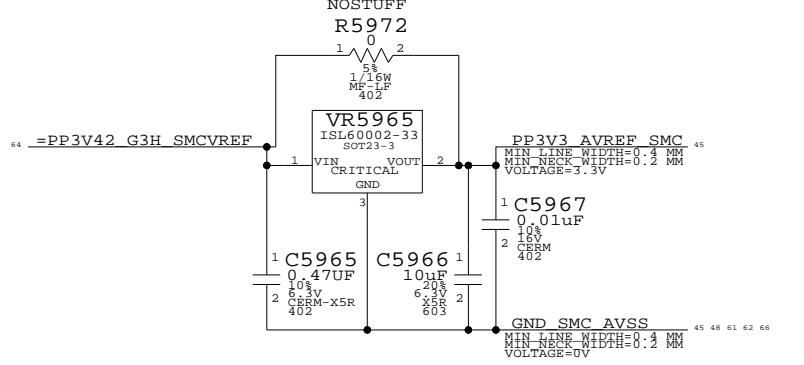 NOSTUFF
R5972
0
1 2
5%
1/16W
MF-LF
402
VR5965
ISL60002-33
SOT23-3
64 =PP3V42_G3H_SMCVREF
1 VIN VOUT 2
CRITICAL
GND
3
PP3V3_AVREF_SMC 45
MIN_LINE_WIDTH=0.4 MM
MIN_NECK_WIDTH=0.2 MM
VOLTAGE=3.3V
1 C5967
0.01uF
10%
16V
2 CERM
402
1 C5965
0.47UF
10%
6.3V
2 CERM-X5R
402
C5966 1
10uF
20%
6.3V
X5R 2
603
GND_SMC_AVSS 45 48 61 62 66
MIN_LINE_WIDTH=0.4 MM
MIN_NECK_WIDTH=0.2 MM
VOLTAGE=0V